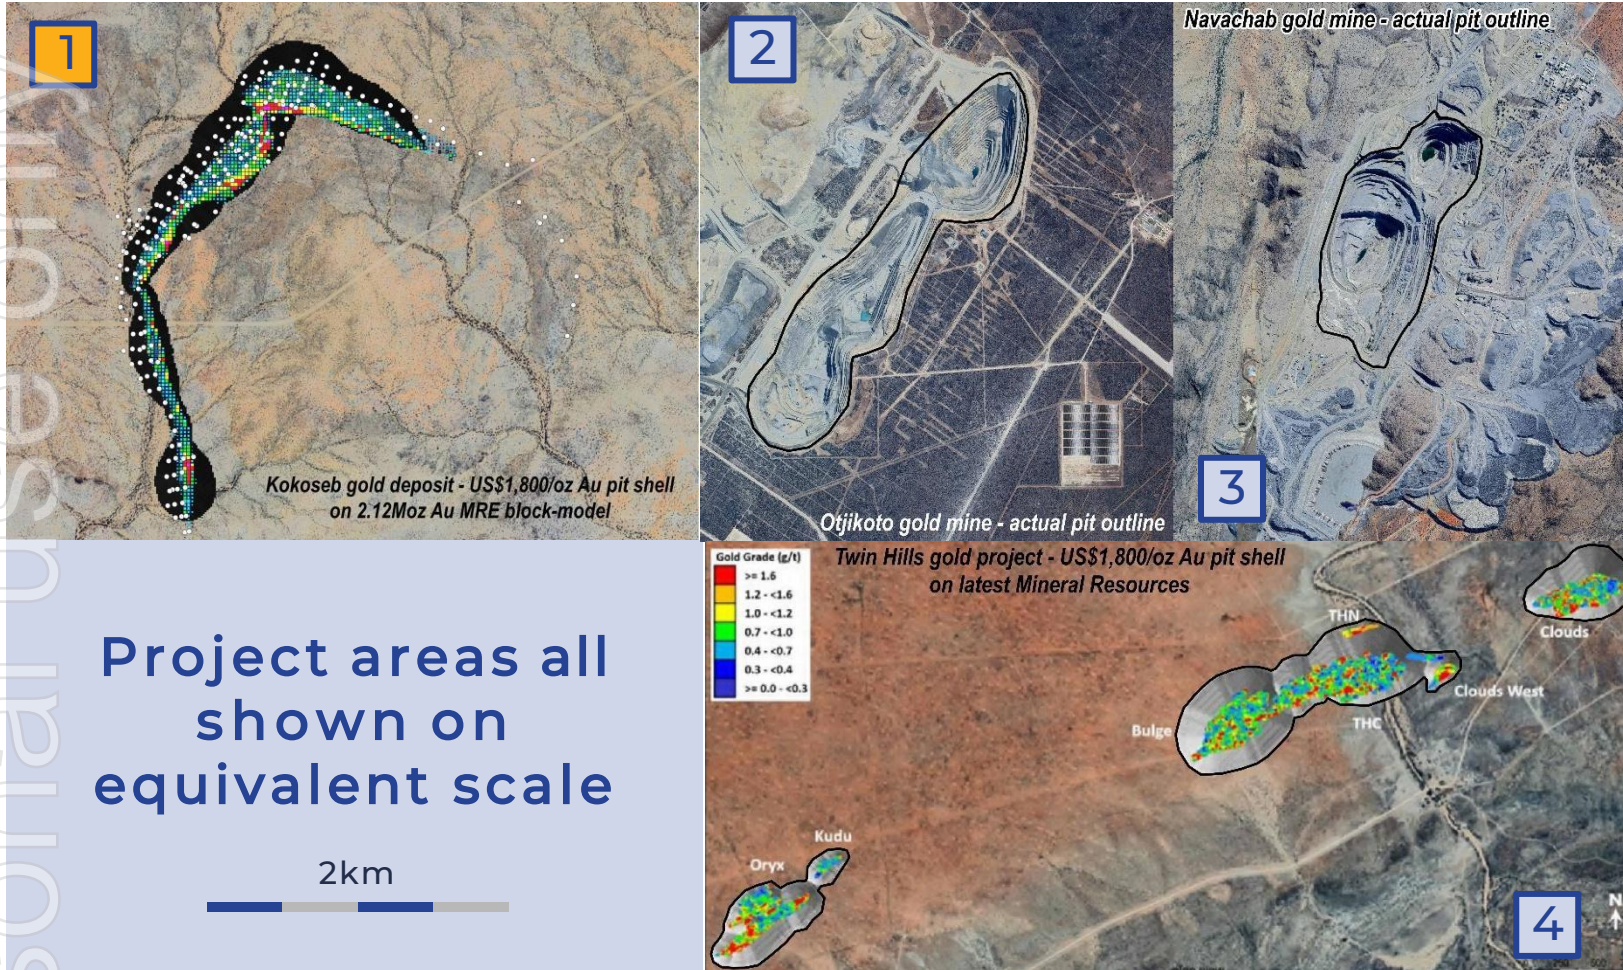 1
Kokoseb gold deposit - US$1,800/oz Au pit shell
on 2.12Moz Au MRE block-model
2
Otjikoto gold mine - actual pit outline
Navachab gold mine - actual pit outline
3
Project areas all
shown on
equivalent scale
2km
Gold Grade (g/t)
>= 1.6
1.2 - <1.6
1.0 - <1.2
0.7 - <1.0
0.4 - <0.7
0.3 - <0.4
>= 0.0 - <0.3
Twin Hills gold project - US$1,800/oz Au pit shell
on latest Mineral Resources
THN
Clouds
Clouds West
THC
Bulge
Kudu
Oryx
N
4
sonal use only